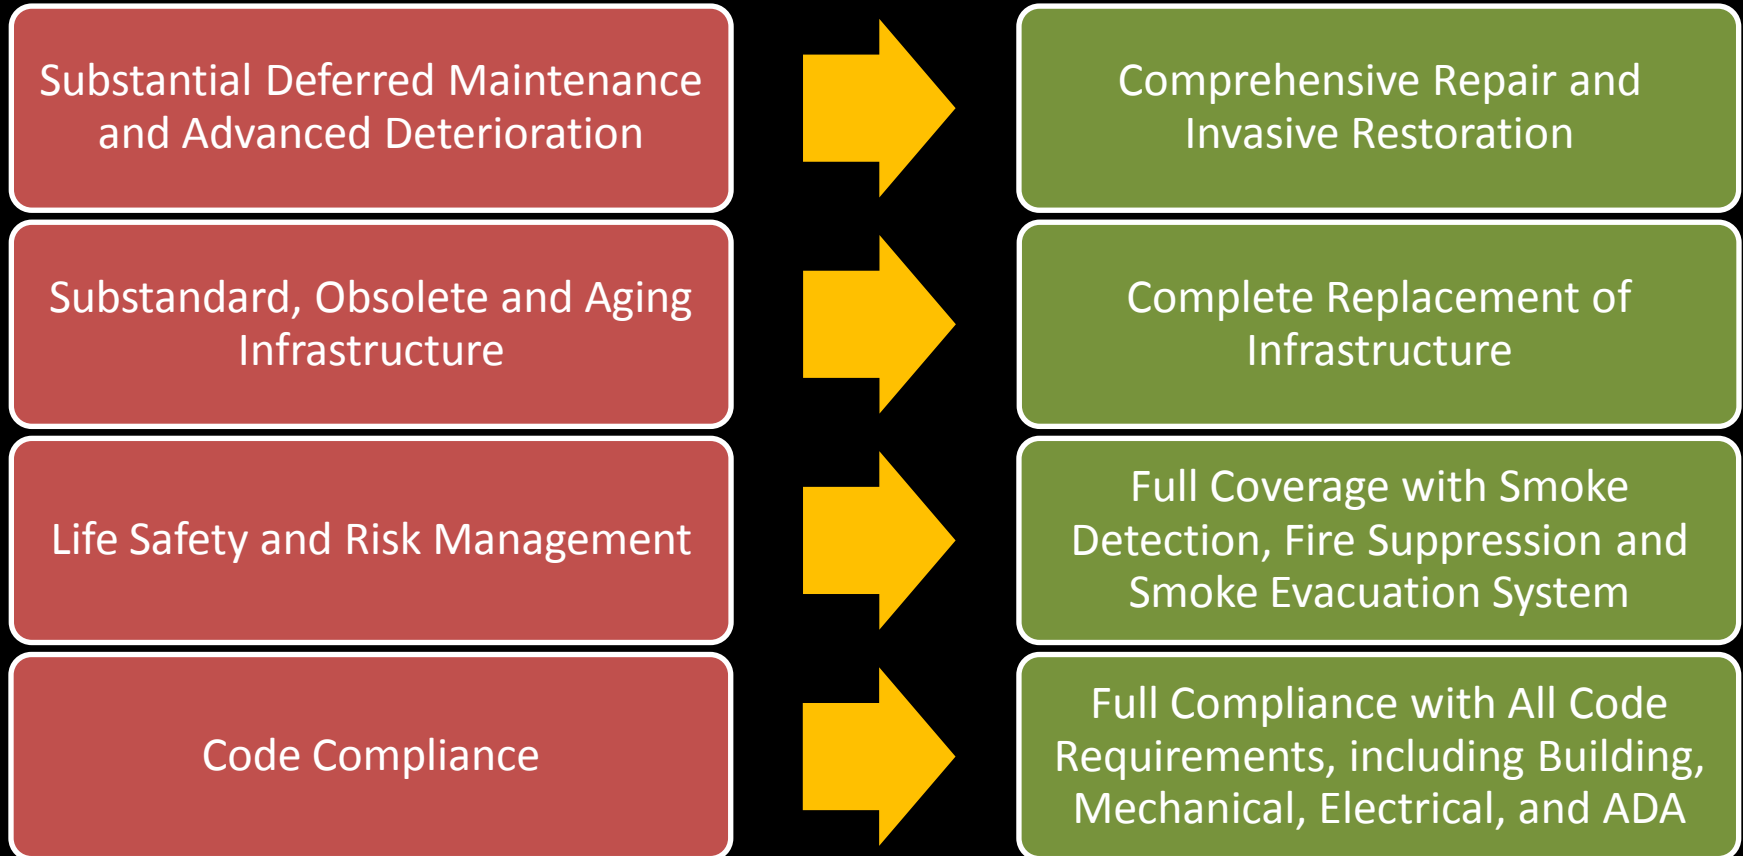 Substantial Deferred Maintenance
and Advanced Deterioration
Comprehensive Repair and
Invasive Restoration
Substandard, Obsolete and Aging
Infrastructure
Complete Replacement of
Infrastructure
Life Safety and Risk Management
Full Coverage with Smoke
Detection, Fire Suppression and
Smoke Evacuation System
Code Compliance
Full Compliance with All Code
Requirements, including Building,
Mechanical, Electrical, and ADA